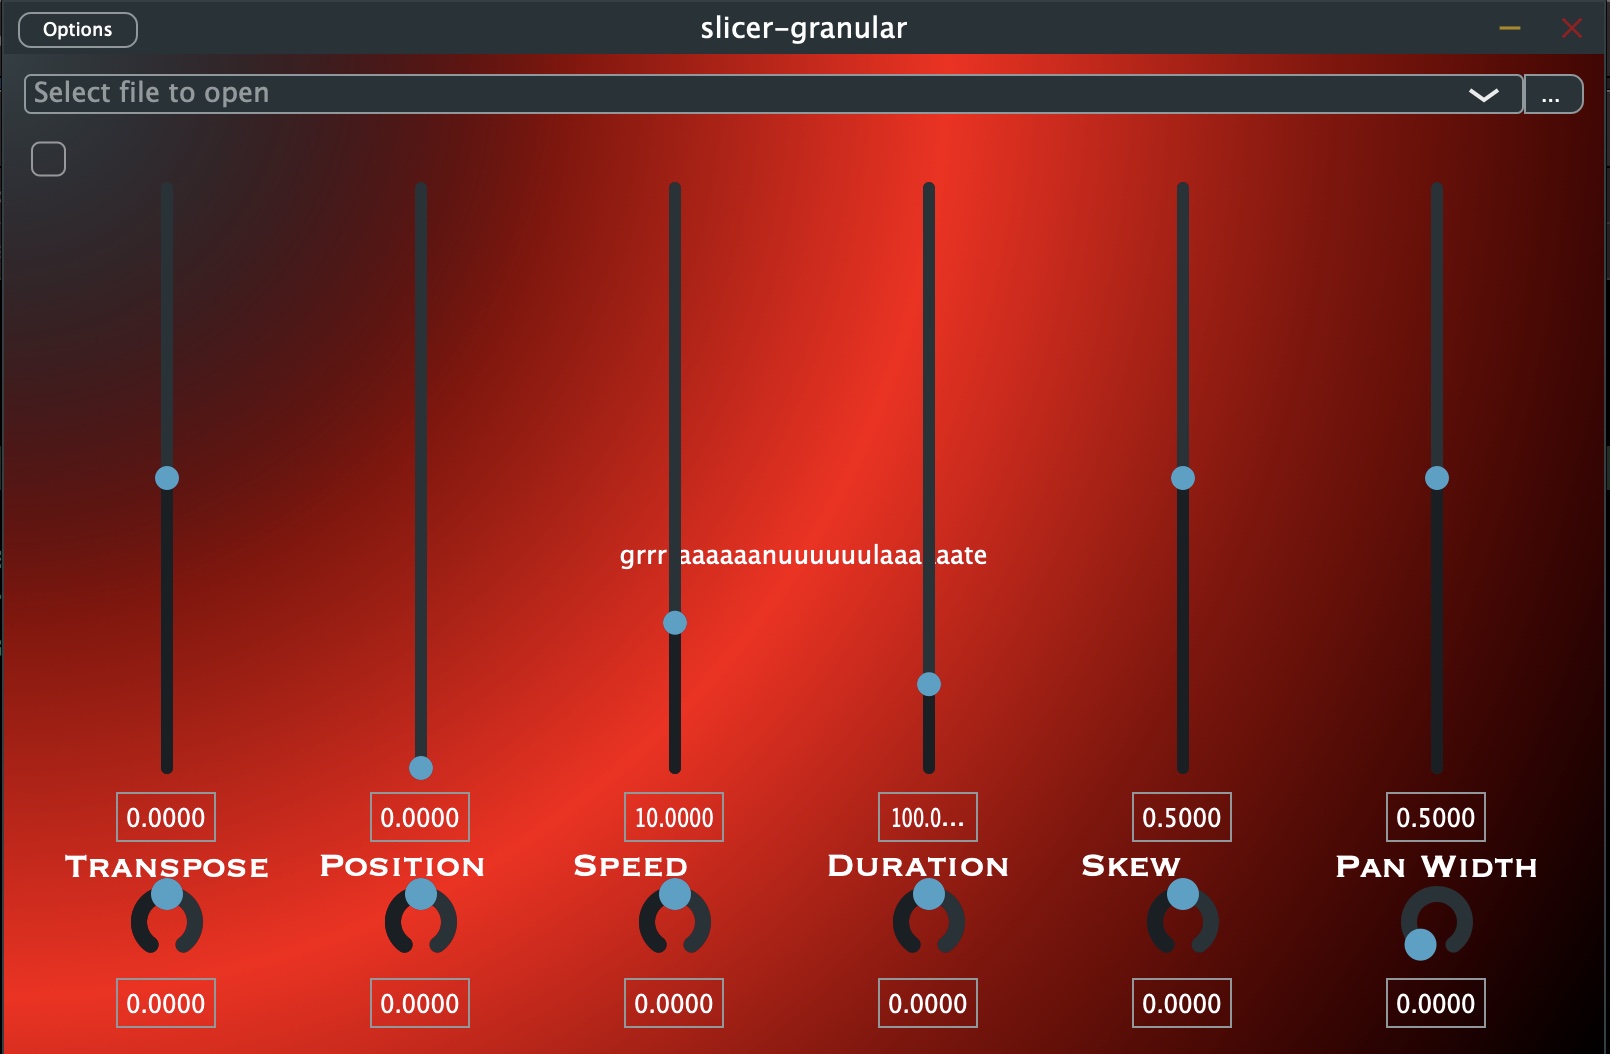 Options
slicer-granular
Select file to open
...
grrr aaaaaanuuuuuulaaa aate
0.0000 0.0000 10.0000 100.0... 0.5000 0.5000
TRANSPOSE POSITION SPEED DURATION SKEW PAN WIDTH
0.0000 0.0000 0.0000 0.0000 0.0000 0.0000